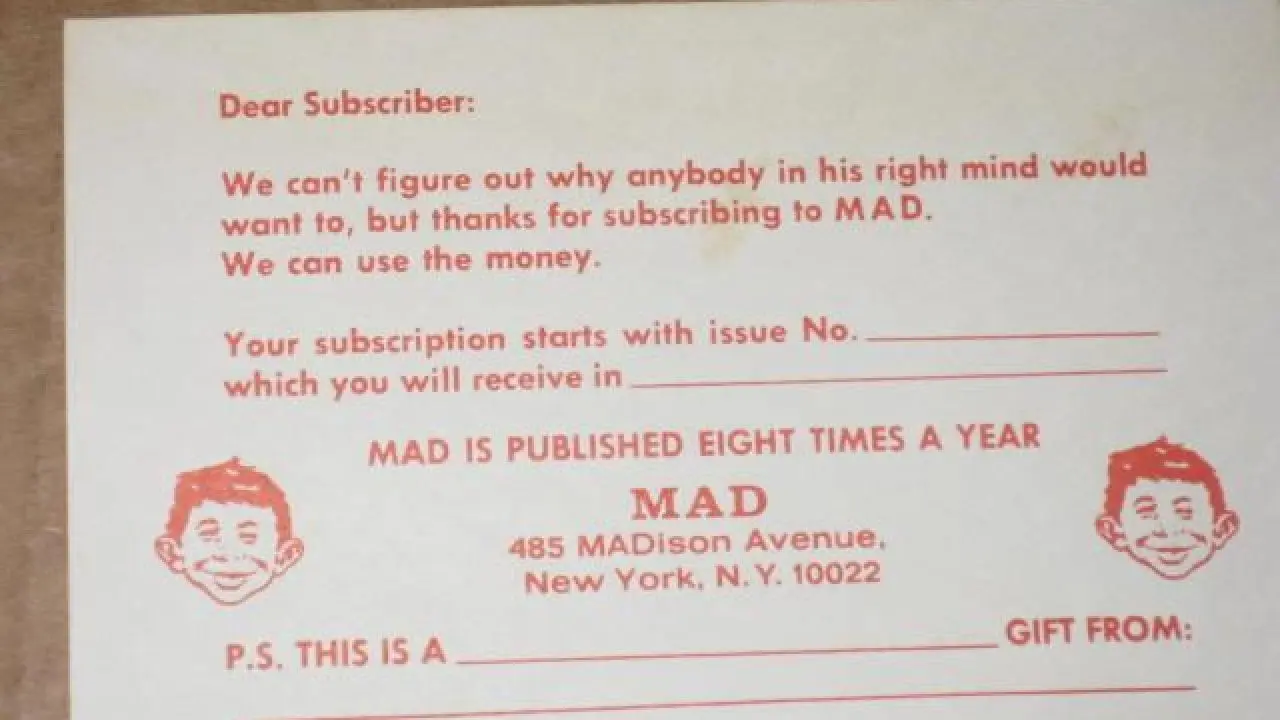 Dear Subscriber:
We can't figure out why anybody in his right mind would
want to, but thanks for subscribing to MAD.
We can use the money.
Your subscription starts with issue No.
which you will receive in
MAD IS PUBLISHED EIGHT TIMES A YEAR
MAD
485 MADison Avenue,
New York, N.Y. 10022
P.S. THIS IS A GIFT FROM: